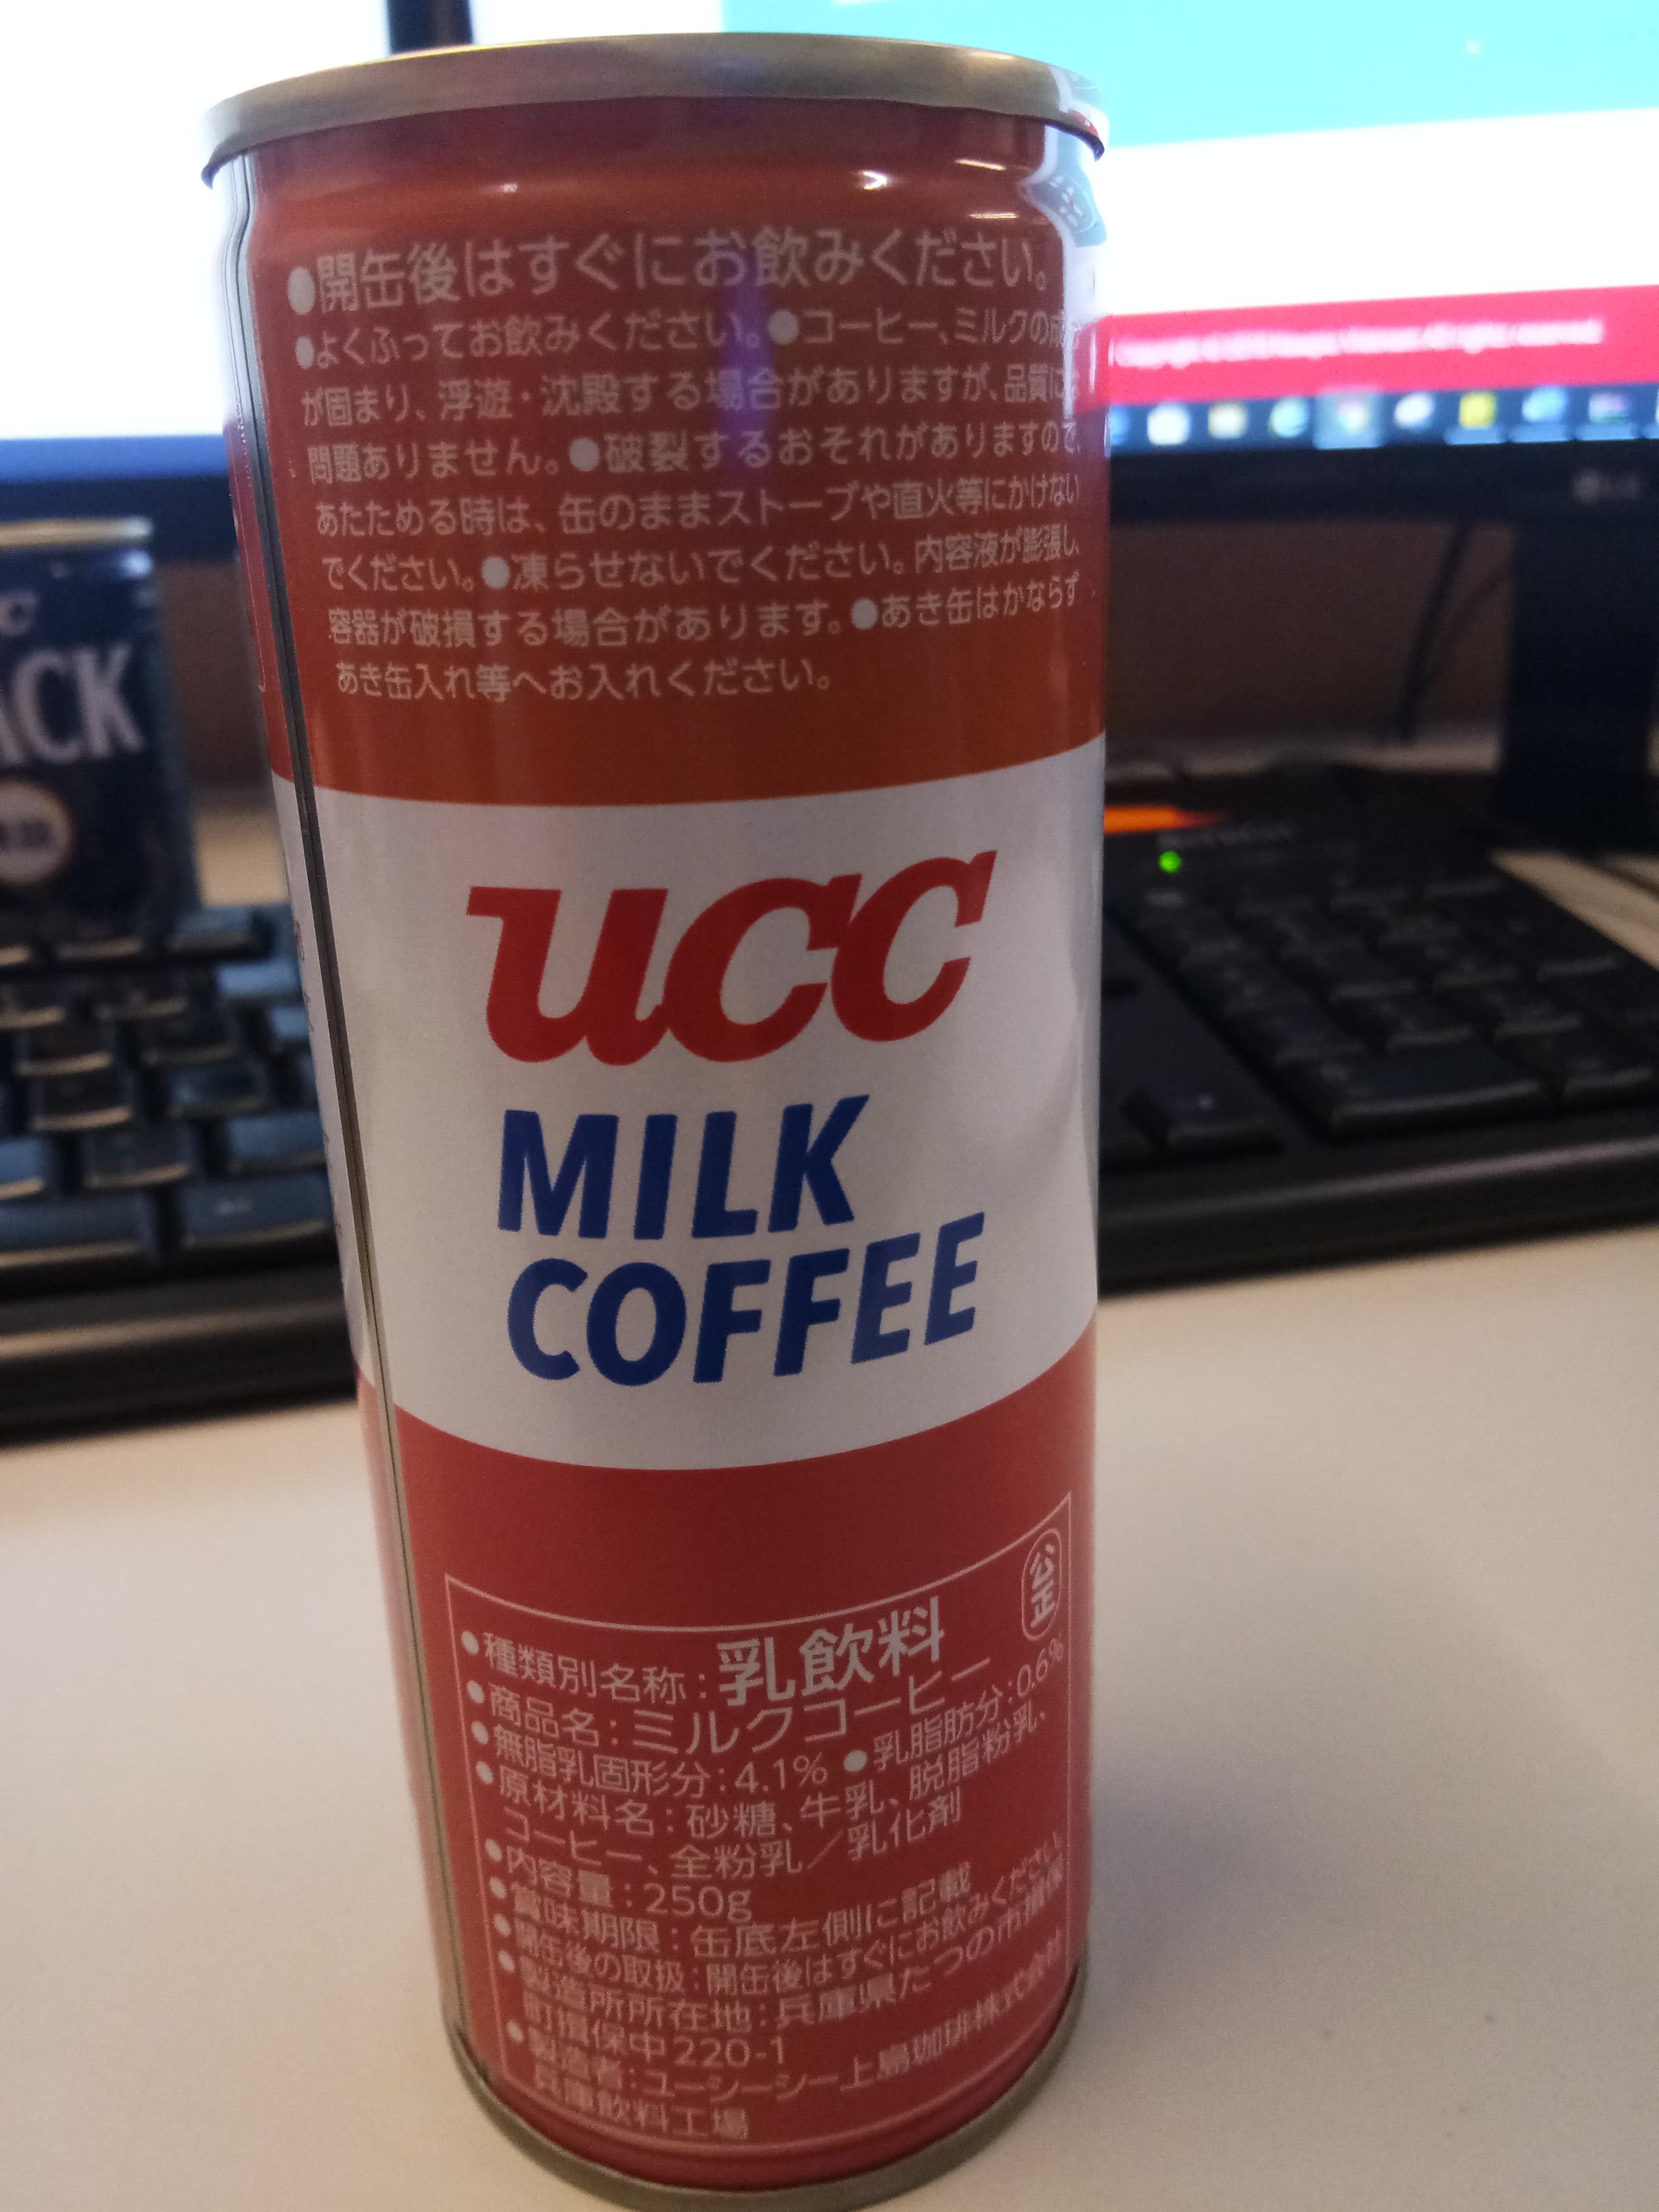 ●開缶後はすぐにお飲みください。
●よくふってお飲みください。●コーヒー、ミルクの成
が固まり、浮遊・沈殿する場合がありますが、品質に
問題ありません。●破裂するおそれがありますので、
あたためる時は、缶のままストーブや直火等にかけない
でください。●凍らせないでください。内容液が膨張し、
容器が破損する場合があります。●あき缶はかならず
あき缶入れ等へお入れください。
ucc
MILK
COFFEE
公正
●種類別名称:乳飲料
●商品名:ミルクコーヒー
●無脂乳固形分:4.1% ●乳脂肪分:0.6%
●原材料名:砂糖、牛乳、脱脂粉乳、
コーヒー、全粉乳/乳化剤
●内容量:250g
●賞味期限:缶底左側に記載
●開缶後の取扱:開缶後はすぐにお飲みください
●製造所所在地:兵庫県たつの市揖保
町揖保中220-1
●製造者:ユーシーシー上島珈琲株式会社
兵庫飲料工場
ACK
Copyright © All rights reserved
LG